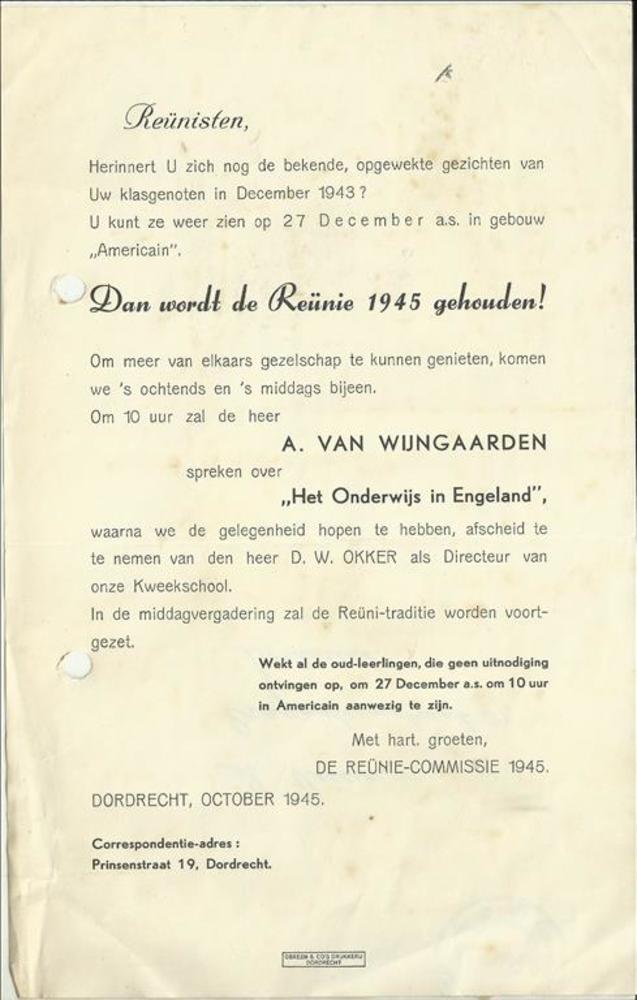 Reünisten,
Herinnert U zich nog de bekende, opgewekte gezichten van
Uw klasgenoten in December 1943?
U kunt ze weer zien op 27 December a.s. in gebouw
„Americain”.
Dan wordt de Reünie 1945 gehouden!
Om meer van elkaars gezelschap te kunnen genieten, komen
we 's ochtends en 's middags bijeen.
Om 10 uur zal de heer
A. VAN WIJNGAARDEN
spreken over
„Het Onderwijs in Engeland”,
waarna we de gelegenheid hopen te hebben, afscheid te
te nemen van den heer D. W. OKKER als Directeur van
onze Kweekschool.
In de middagvergadering zal de Reüni-traditie worden voort-
gezet.
Wekt al de oud-leerlingen, die geen uitnodiging
ontvingen op, om 27 December a.s. om 10 uur
in Americain aanwezig te zijn.
Met hart. groeten,
DE REÜNIE-COMMISSIE 1945.
DORDRECHT, OCTOBER 1945.
Correspondentie-adres :
Prinsenstraat 19, Dordrecht.
& CO'S DRUKKERIJ
DORDRECHT